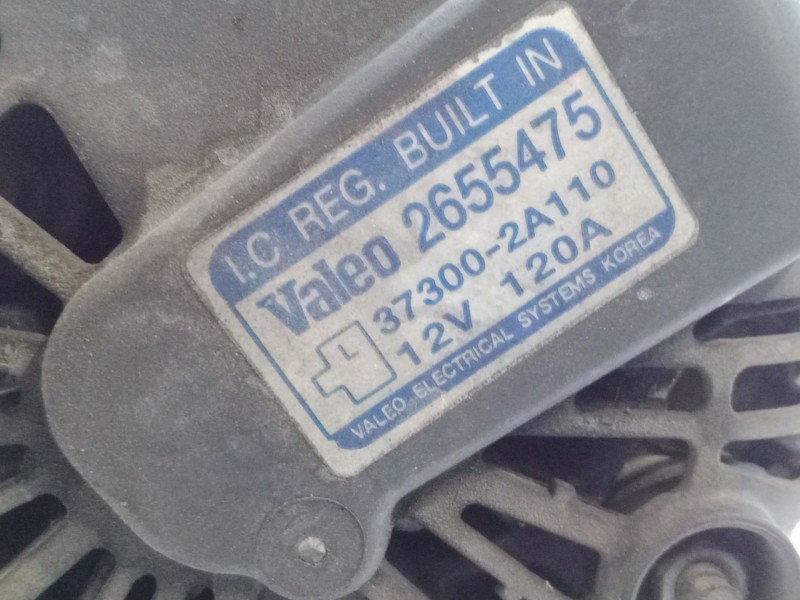 I.C REG. BUILT IN
Valeo 2655475
37300-2A110
L
12V 120A
VALEO ELECTRICAL SYSTEMS KOREA